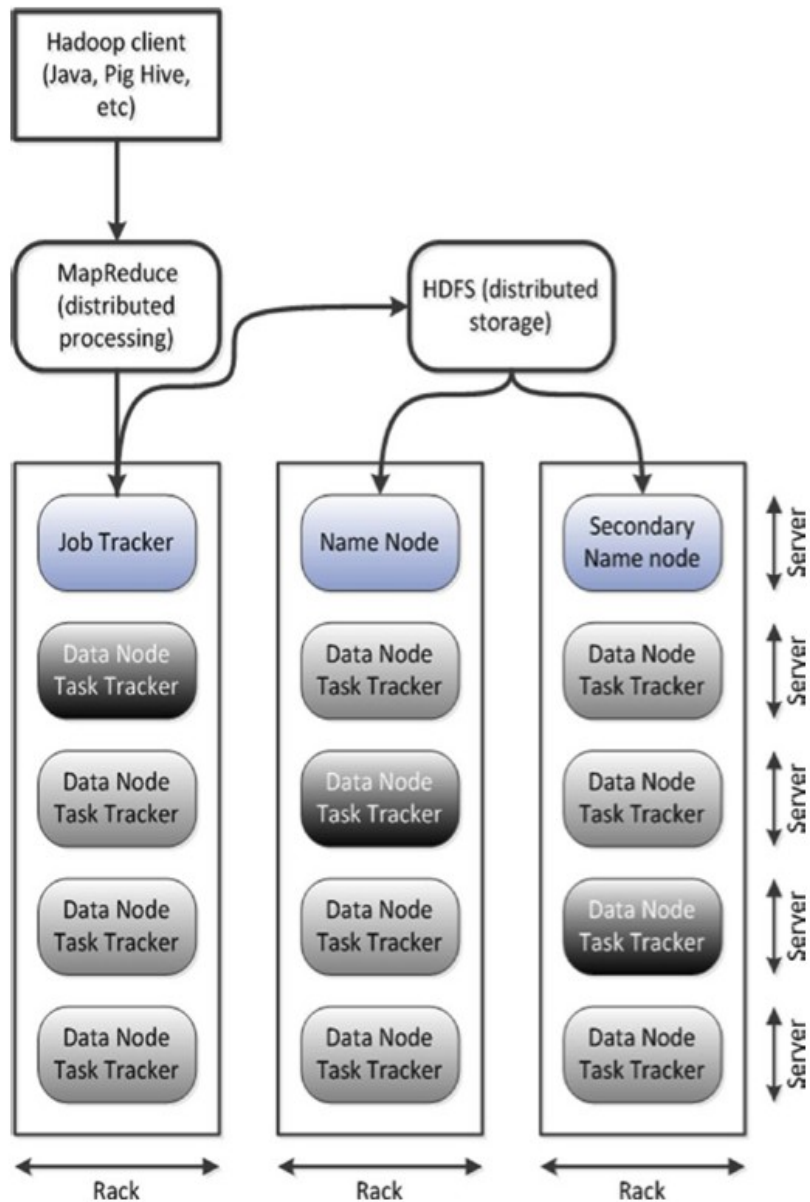 Hadoop client
(Java, Pig Hive,
etc)
MapReduce
(distributed
processing)
HDFS (distributed
storage)
Job Tracker
Name Node
Secondary
Name node
Server
Data Node
Task Tracker
Data Node
Task Tracker
Data Node
Task Tracker
Server
Data Node
Task Tracker
Data Node
Task Tracker
Data Node
Task Tracker
Server
Data Node
Task Tracker
Data Node
Task Tracker
Data Node
Task Tracker
Server
Data Node
Task Tracker
Data Node
Task Tracker
Data Node
Task Tracker
Server
Rack
Rack
Rack